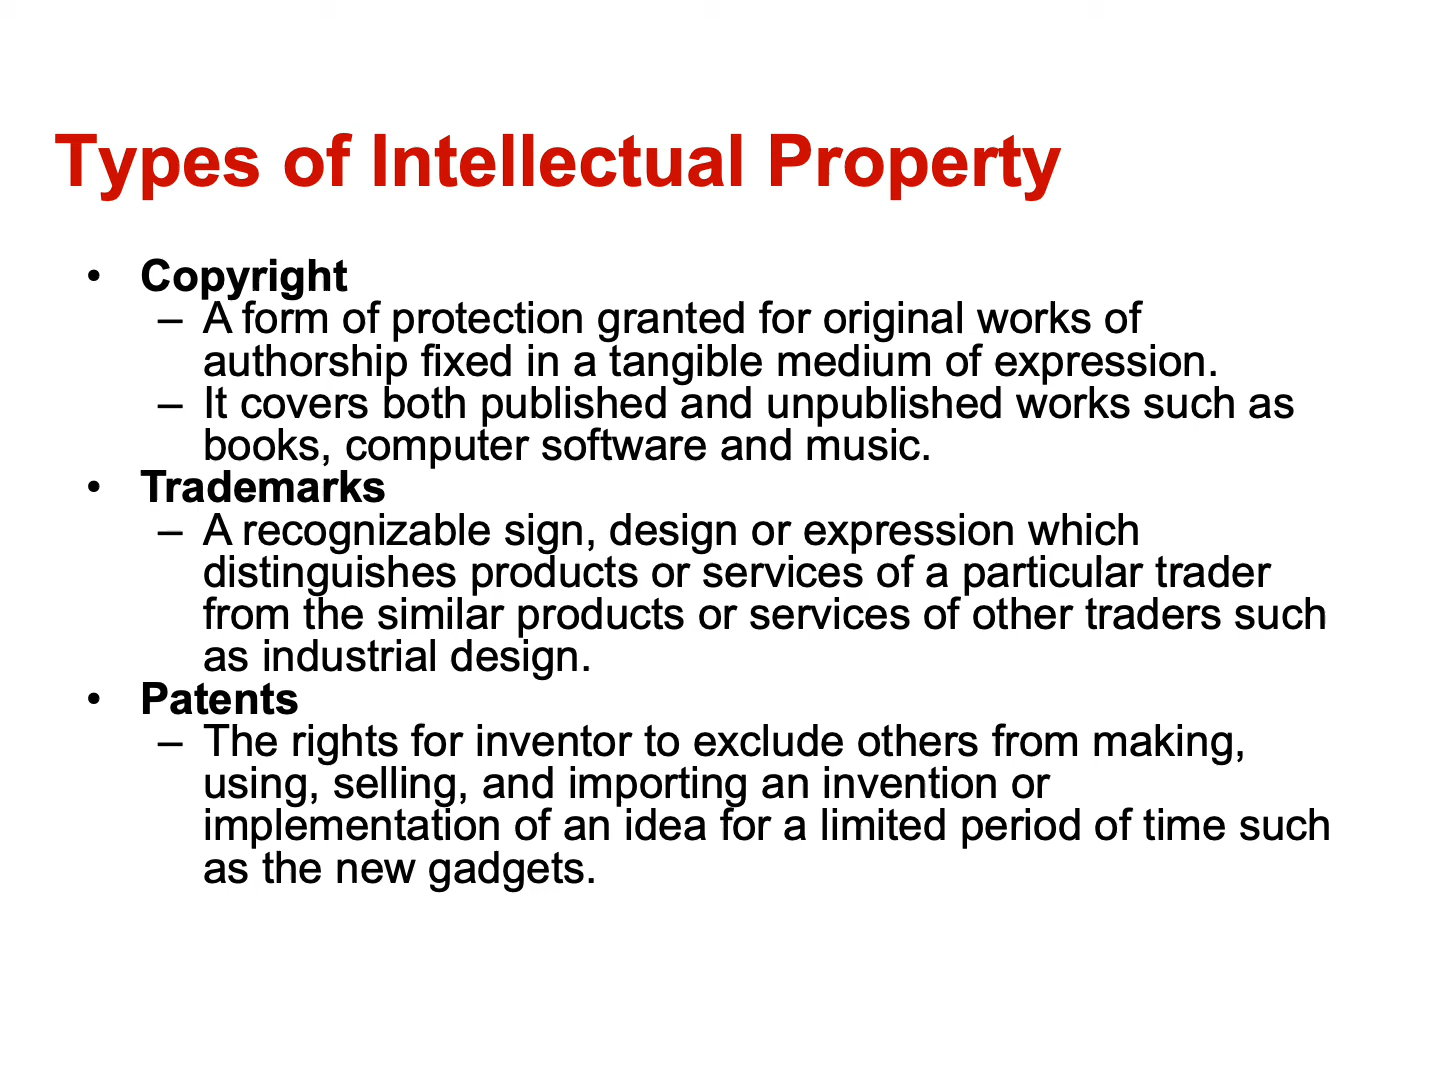 Types of Intellectual Property
• Copyright
– A form of protection granted for original works of
authorship fixed in a tangible medium of expression.
– It covers both published and unpublished works such as
books, computer software and music.
• Trademarks
– A recognizable sign, design or expression which
distinguishes products or services of a particular trader
from the similar products or services of other traders such
as industrial design.
• Patents
– The rights for inventor to exclude others from making,
using, selling, and importing an invention or
implementation of an idea for a limited period of time such
as the new gadgets.